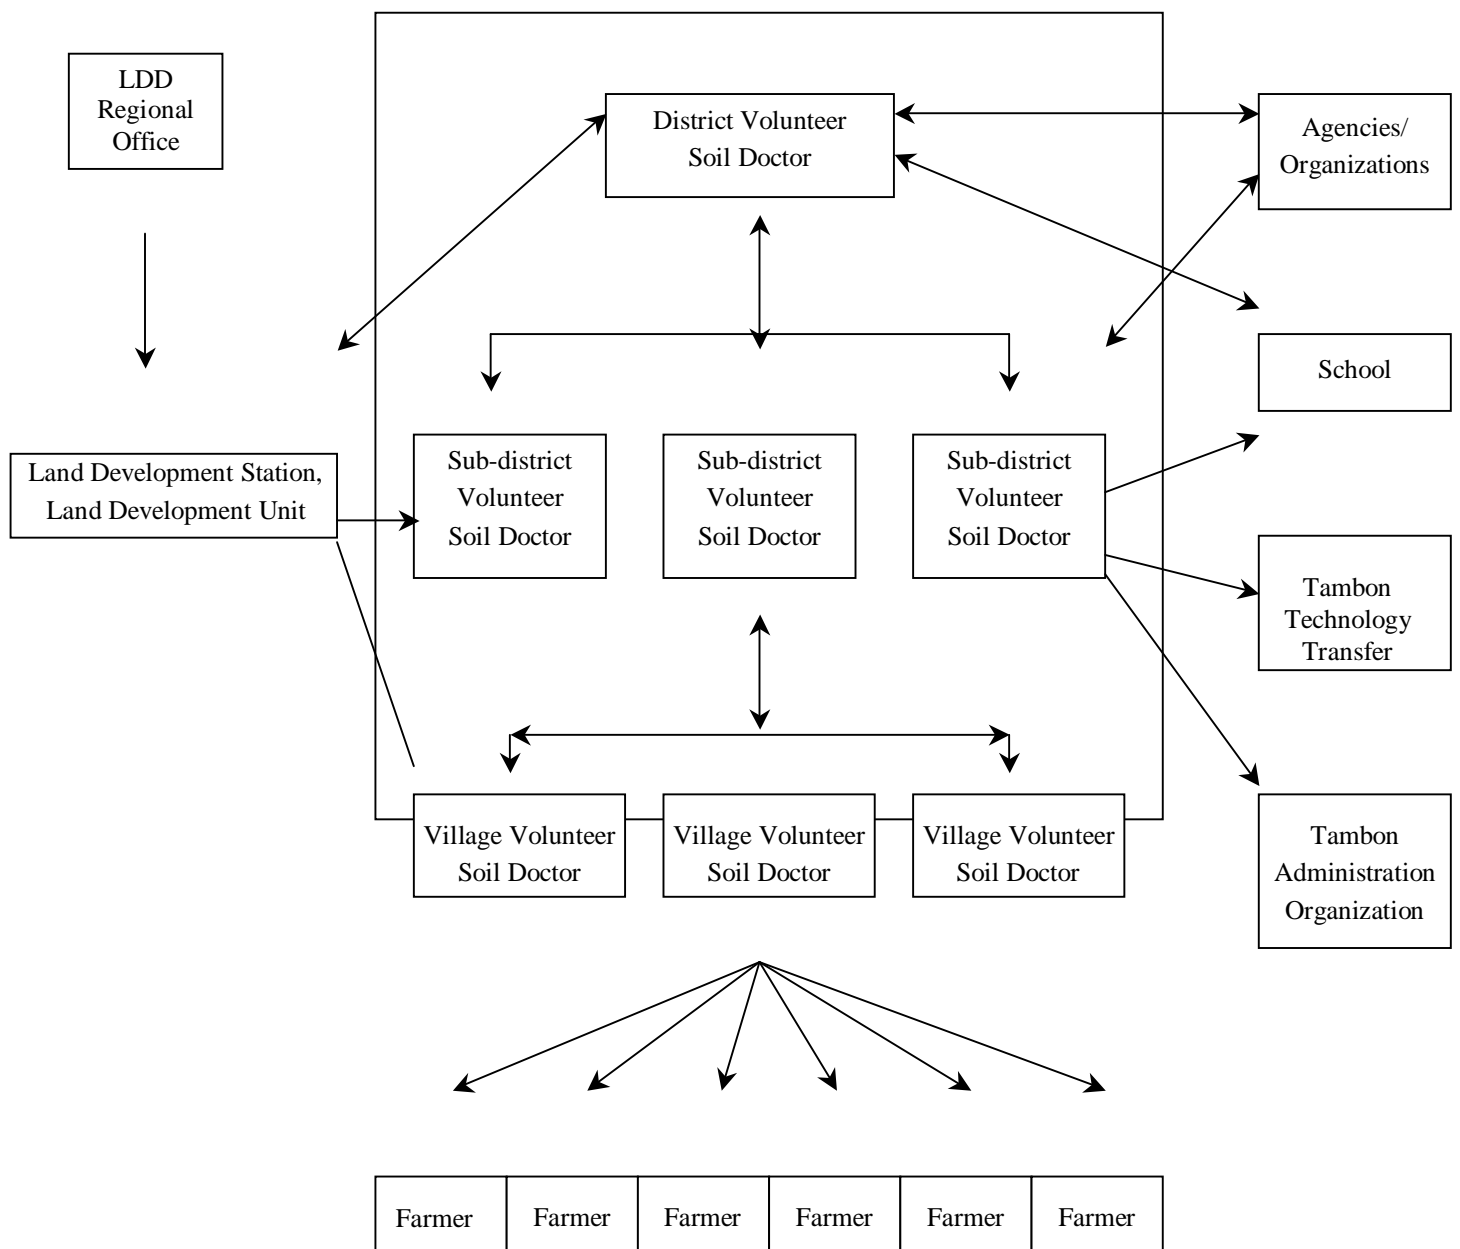 LDD
Regional
Office
District Volunteer
Soil Doctor
Agencies/
Organizations
School
Land Development Station,
Land Development Unit
Sub-district
Volunteer
Soil Doctor
Sub-district
Volunteer
Soil Doctor
Sub-district
Volunteer
Soil Doctor
Tambon
Technology
Transfer
Village Volunteer
Soil Doctor
Village Volunteer
Soil Doctor
Village Volunteer
Soil Doctor
Tambon
Administration
Organization
Farmer
Farmer
Farmer
Farmer
Farmer
Farmer